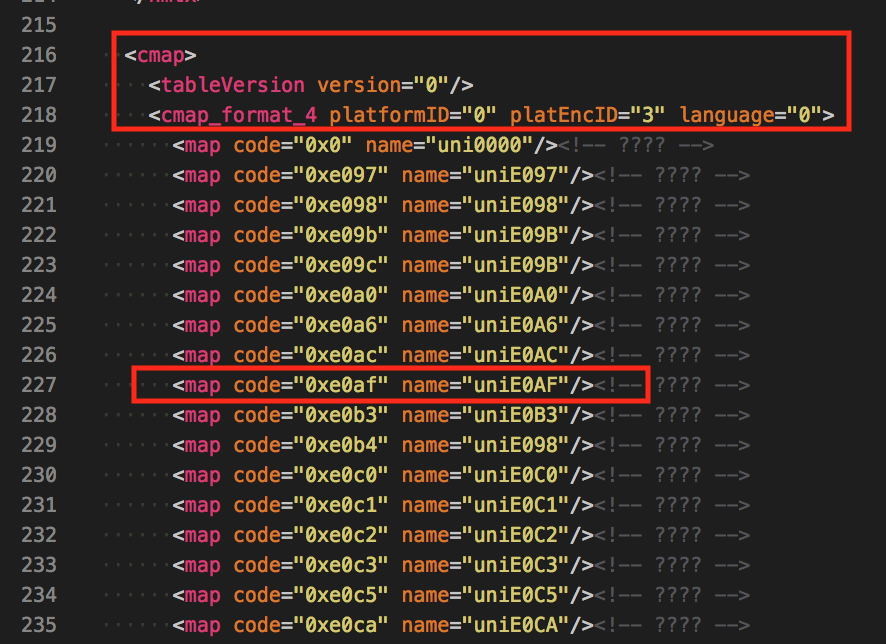 215
216 <cmap>
217 <tableVersion version="0"/>
218 <cmap_format_4 platformID="0" platEncID="3" language="0">
219 <map code="0x0" name="uni0000"/><!-- ???? -->
220 <map code="0xe097" name="uniE097"/><!-- ???? -->
221 <map code="0xe098" name="uniE098"/><!-- ???? -->
222 <map code="0xe09b" name="uniE09B"/><!-- ???? -->
223 <map code="0xe09c" name="uniE09B"/><!-- ???? -->
224 <map code="0xe0a0" name="uniE0A0"/><!-- ???? -->
225 <map code="0xe0a6" name="uniE0A6"/><!-- ???? -->
226 <map code="0xe0ac" name="uniE0AC"/><!-- ???? -->
227 <map code="0xe0af" name="uniE0AF"/><!-- ???? -->
228 <map code="0xe0b3" name="uniE0B3"/><!-- ???? -->
229 <map code="0xe0b4" name="uniE098"/><!-- ???? -->
230 <map code="0xe0c0" name="uniE0C0"/><!-- ???? -->
231 <map code="0xe0c1" name="uniE0C1"/><!-- ???? -->
232 <map code="0xe0c2" name="uniE0C2"/><!-- ???? -->
233 <map code="0xe0c3" name="uniE0C3"/><!-- ???? -->
234 <map code="0xe0c5" name="uniE0C5"/><!-- ???? -->
235 <map code="0xe0ca" name="uniE0CA"/><!-- ???? -->